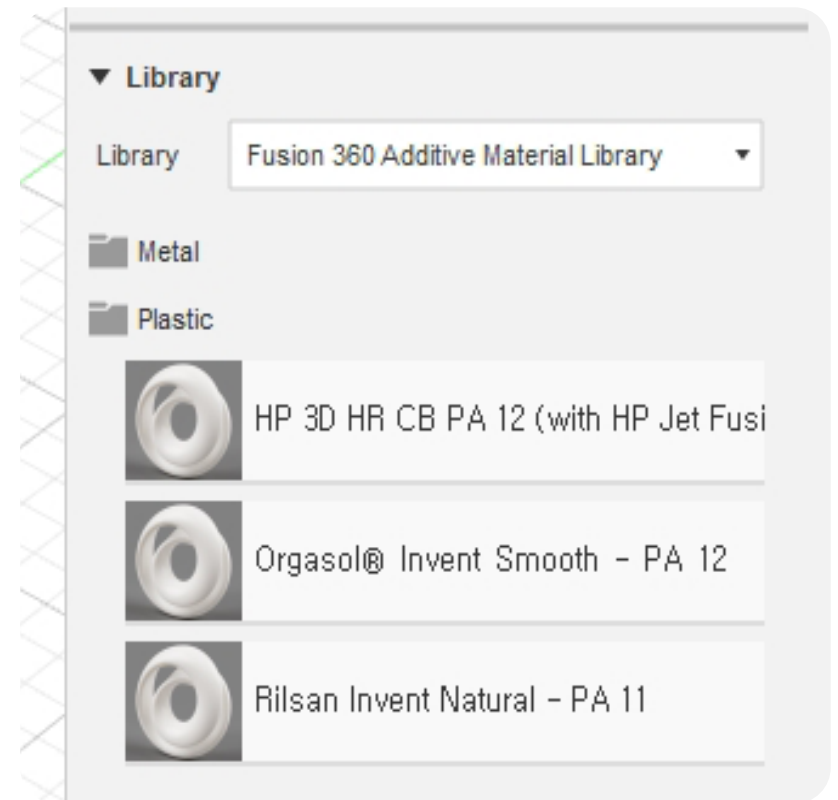 Library
Library Fusion 360 Additive Material Library
Metal
Plastic
HP 3D HR CB PA 12 (with HP Jet Fusi
Orgasol® Invent Smooth - PA 12
Rilsan Invent Natural - PA 11